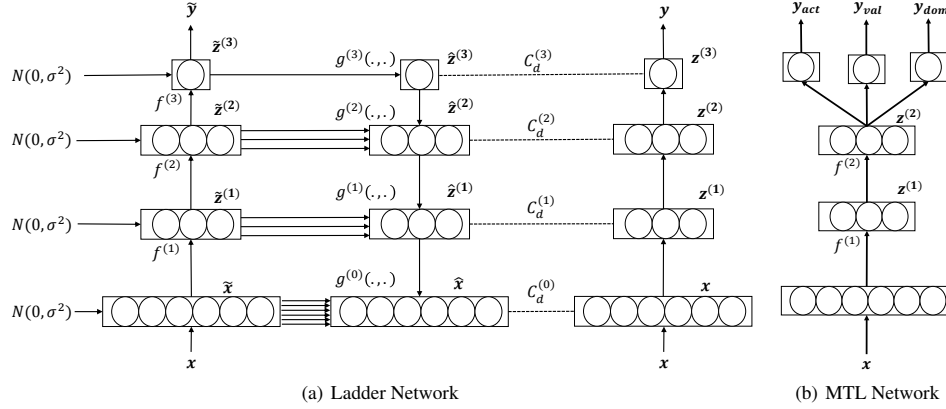 ỹ y y_act y_val y_dom
z̃^(3) g^(3)(.,.) ẑ^(3) C_d^(3) z^(3)
N(0, σ²)
f^(3) z̃^(2) g^(2)(.,.) ẑ^(2) C_d^(2) z^(2) z^(2)
N(0, σ²)
f^(2) z̃^(1) g^(1)(.,.) ẑ^(1) C_d^(1) z^(1) f^(2) z^(1)
N(0, σ²)
f^(1) x̃ g^(0)(.,.) x̂ C_d^(0) x f^(1)
N(0, σ²)
x x x
(a) Ladder Network (b) MTL Network